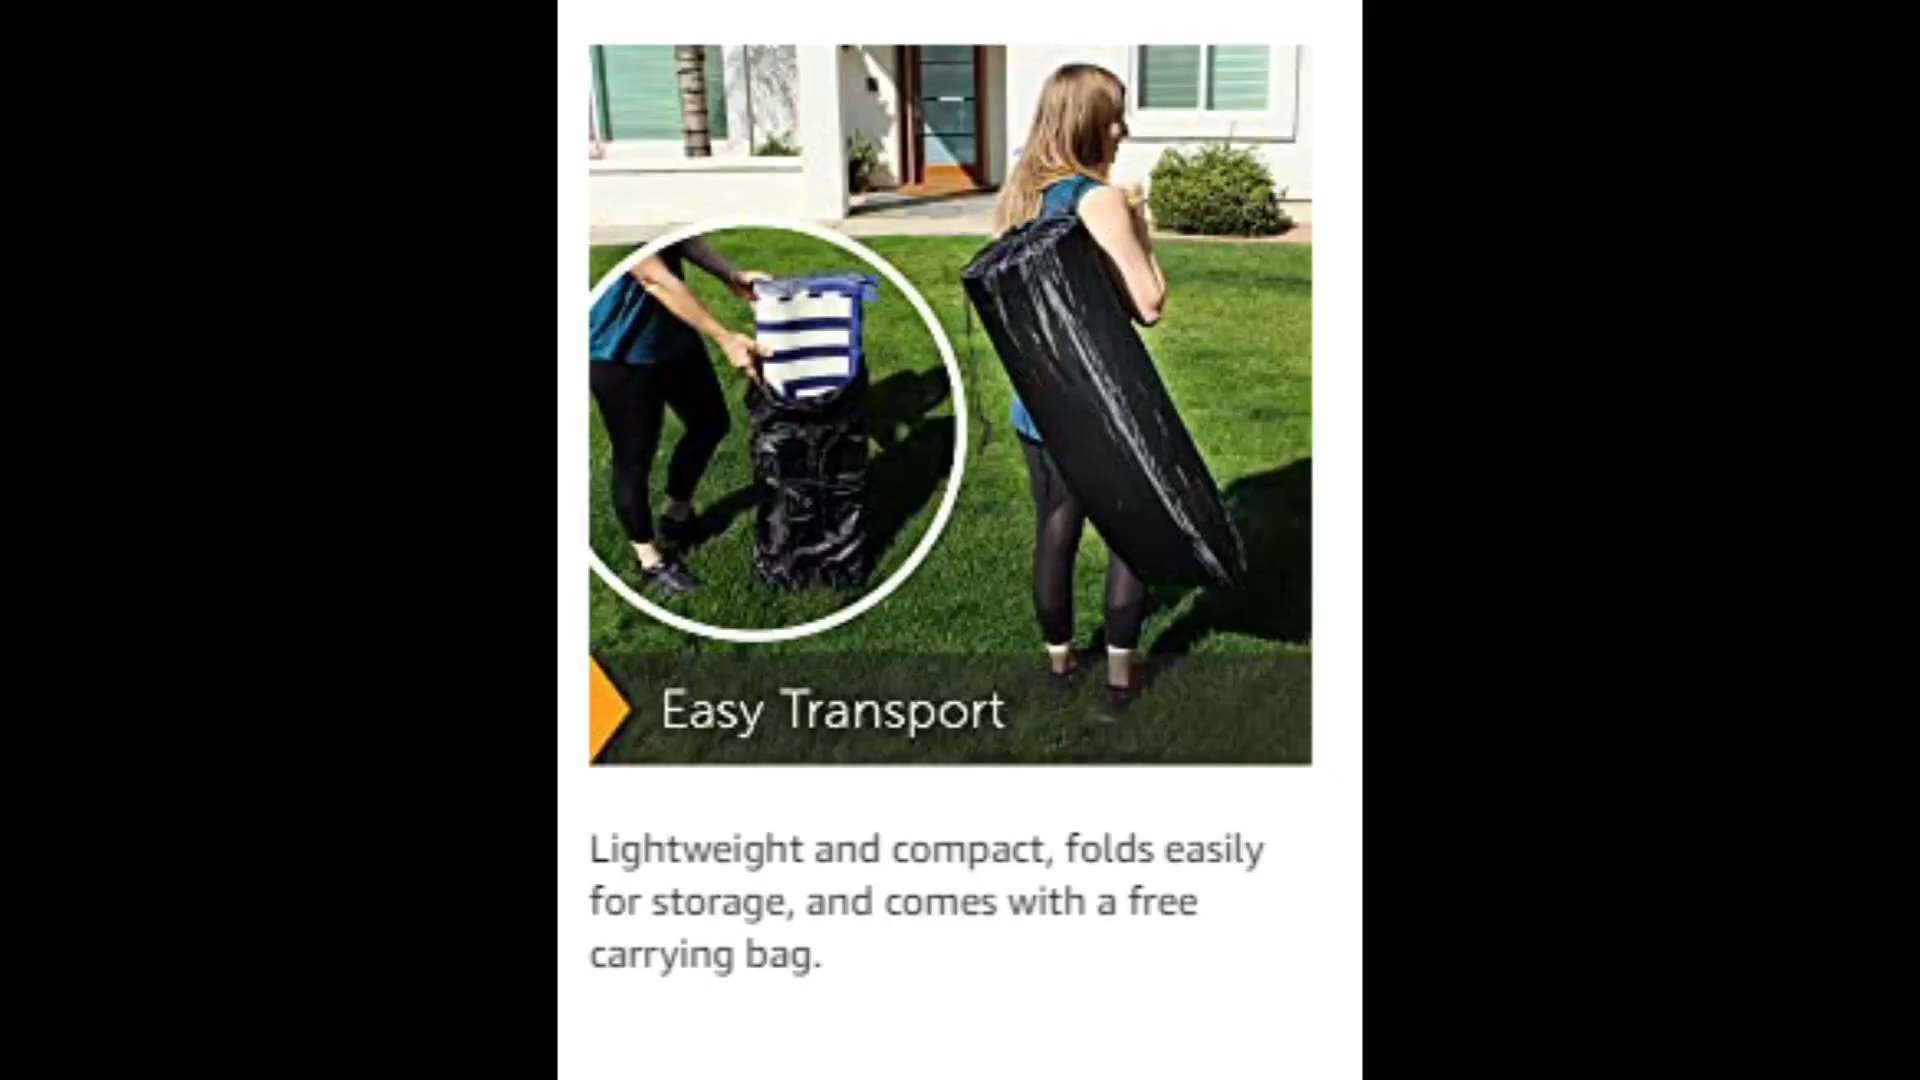 Easy Transport
Lightweight and compact, folds easily
for storage, and comes with a free
carrying bag.